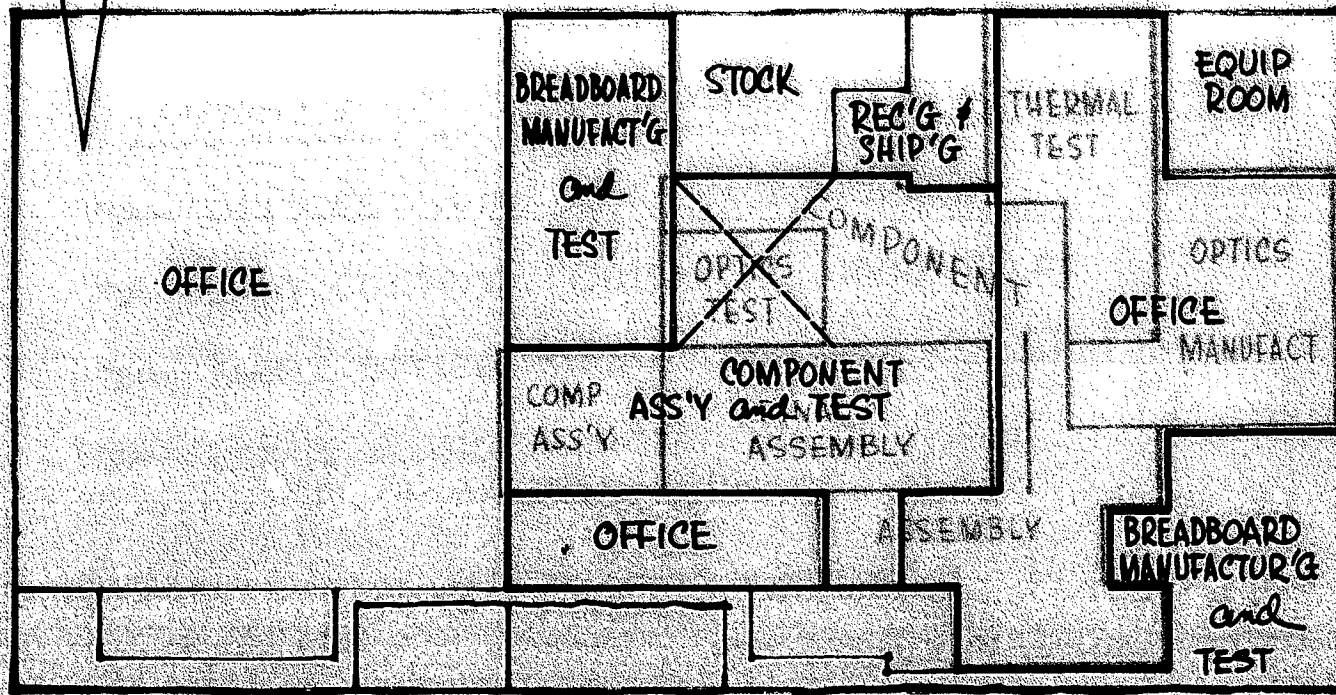 BREADBOARD
MANUFACT'G
and
TEST
STOCK
REC'G &
SHIP'G
THERMAL
TEST
EQUIP
ROOM
OFFICE
OPTICS
TEST
COMPONENT
OPTICS
OFFICE
MANUFACT
COMP
ASS'Y
COMPONENT
ASS'Y and TEST
ASSEMBLY
OFFICE
ASSEMBLY
BREADBOARD
MANUFACTUR'G
and
TEST